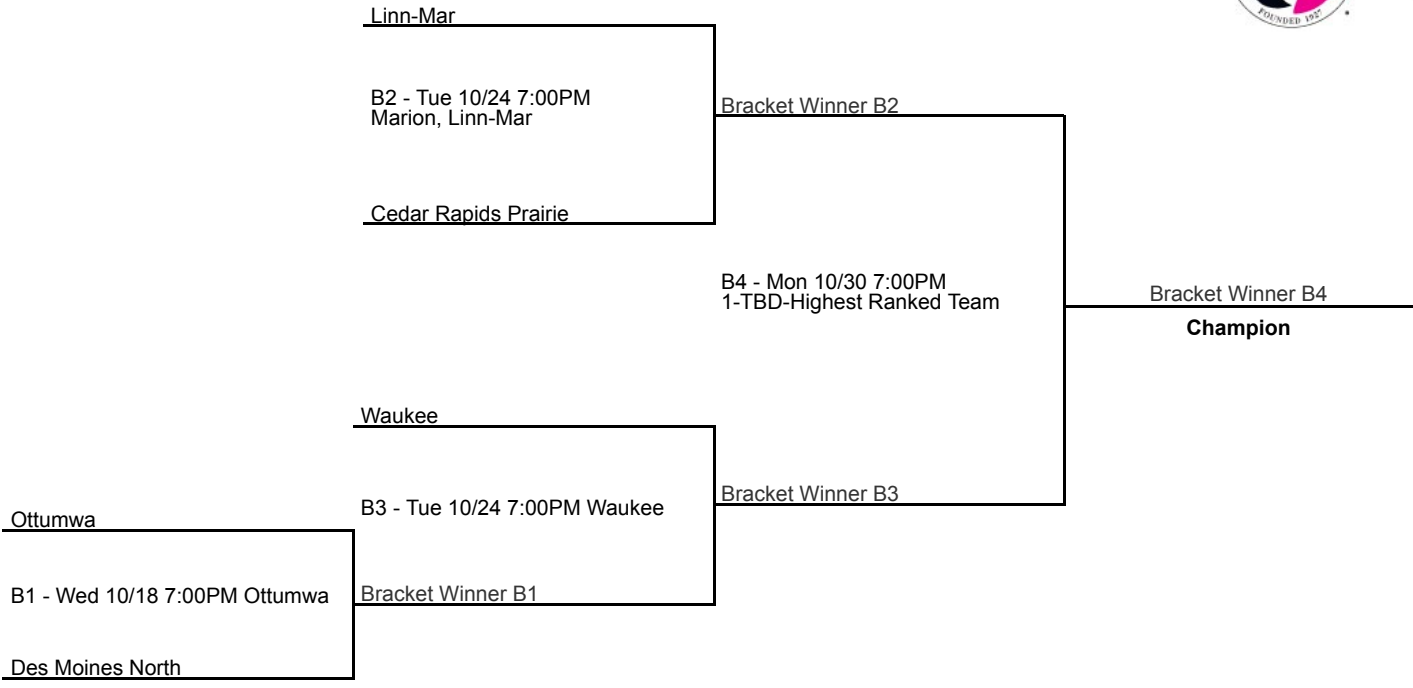 Linn-Mar
FOUNDED 1927
B2 - Tue 10/24 7:00PM
Marion, Linn-Mar
Bracket Winner B2
Cedar Rapids Prairie
B4 - Mon 10/30 7:00PM
1-TBD-Highest Ranked Team
Bracket Winner B4
Champion
Waukee
B3 - Tue 10/24 7:00PM Waukee
Bracket Winner B3
Ottumwa
B1 - Wed 10/18 7:00PM Ottumwa
Bracket Winner B1
Des Moines North